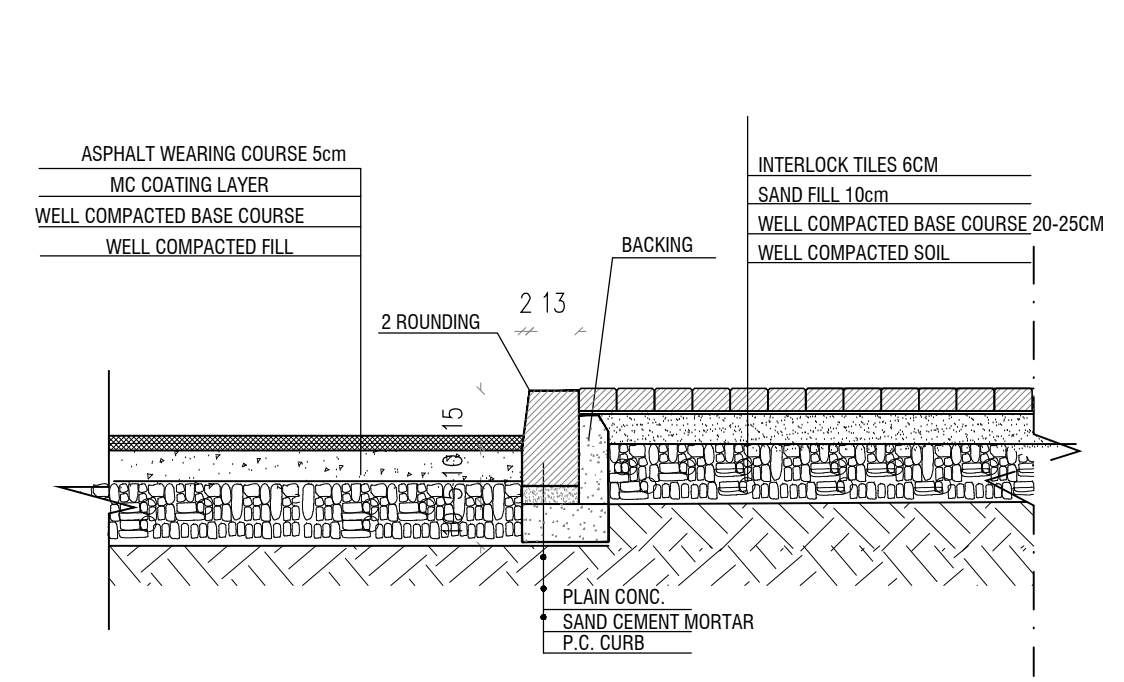 ASPHALT WEARING COURSE 5cm
MC COATING LAYER
WELL COMPACTED BASE COURSE
WELL COMPACTED FILL
INTERLOCK TILES 6CM
SAND FILL 10cm
WELL COMPACTED BASE COURSE 20-25CM
WELL COMPACTED SOIL
BACKING
2 13
2 ROUNDING
15
10
PLAIN CONC.
SAND CEMENT MORTAR
P.C. CURB